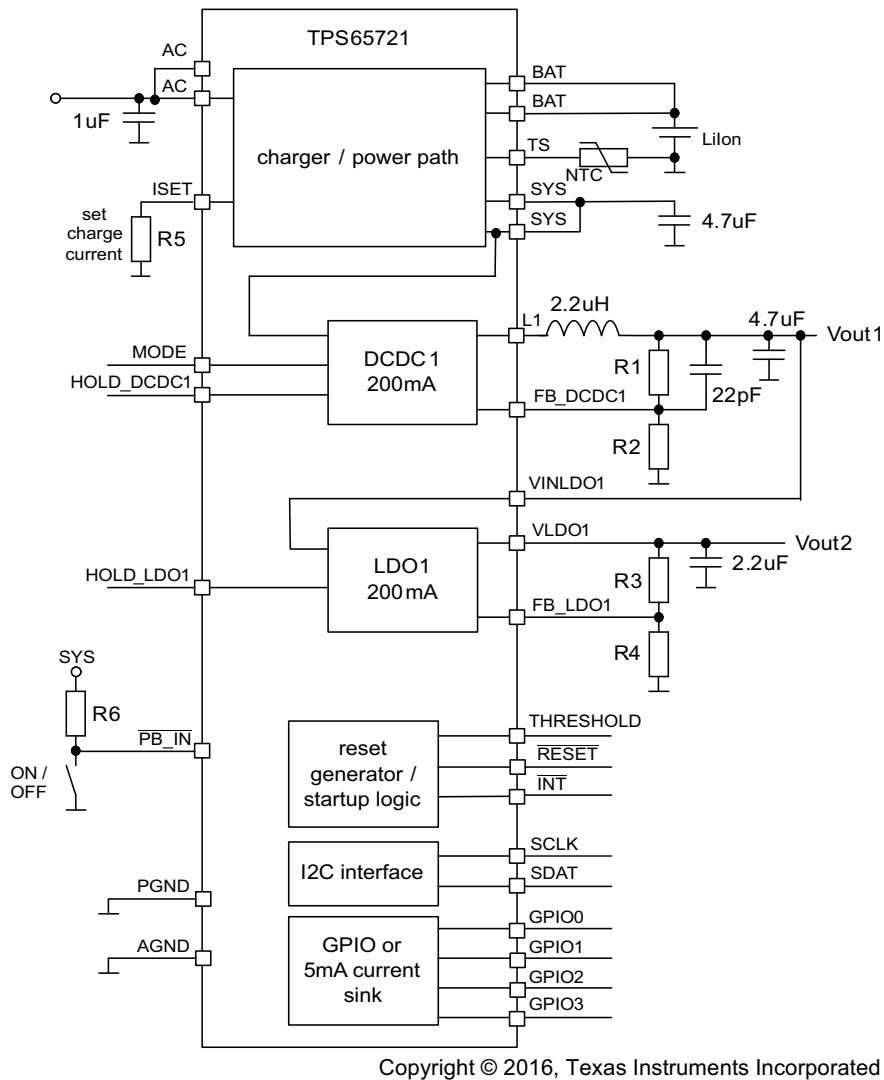 TPS65721
AC
AC
1uF
charger / power path
BAT
BAT
LiIon
TS
NTC
ISET
set
charge
current
R5
SYS
SYS
4.7uF
L1
2.2uH
4.7uF
Vout1
MODE
HOLD_DCDC1
DCDC1
200mA
R1
22pF
FB_DCDC1
R2
VINLDO1
VLDO1
Vout2
HOLD_LDO1
LDO1
200mA
2.2uF
R3
FB_LDO1
R4
SYS
R6
PB_IN
ON /
OFF
reset
generator /
startup logic
THRESHOLD
RESET
INT
I2C interface
SCLK
SDAT
PGND
AGND
GPIO or
5mA current
sink
GPIO0
GPIO1
GPIO2
GPIO3
Copyright © 2016, Texas Instruments Incorporated